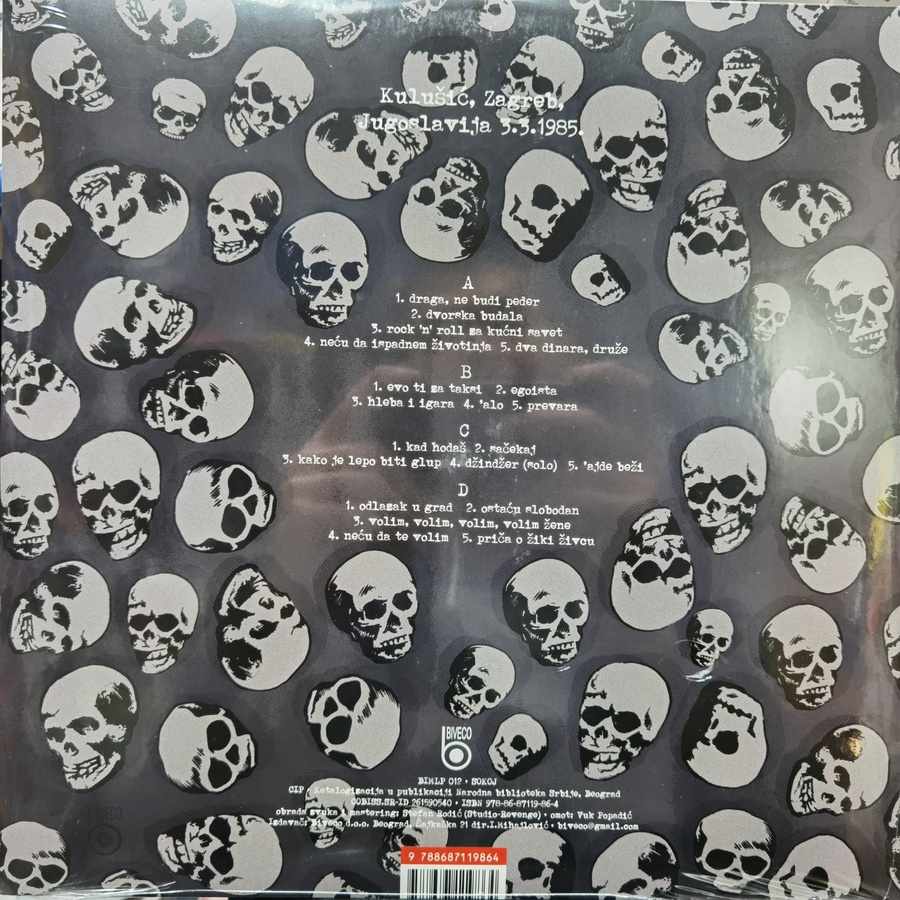 Kulušić, Zagreb,
Jugoslavija 3.3.1985.
A
1. draga, ne budi peder
2. dvorska budala
3. rock 'n' roll za kućni savet
4. neću da ispadnem životinja 5. dva dinara, druže
B
1. evo ti za taksi 2. egoista
3. hleba i igara 4. 'alo 5. prevara
C
1. kad hodaš 2. sačekaj
3. kako je lepo biti glup 4. džindžer (solo) 5. 'ajde beži
D
1. odlazak u grad 2. ostaću slobodan
3. volim, volim, volim, volim žene
4. neću da te volim 5. priča o žiki živcu
BIVECO
b
BIMLP 012 • SOKOJ
CIP - Katalogizacija u publikaciji Narodna biblioteka Srbije, Beograd
COBISS.SR-ID 261590540 • ISBN 978-86-87119-86-4
obrada zvuka i mastering: Stefan Rodić (Studio-Revenge) • omot: Vuk Popadić
Izdavač: Biveco d.o.o. Beograd, Čajkaška 21 dir.I.Mihajlović • biveco@gmail.com
9 788687119864